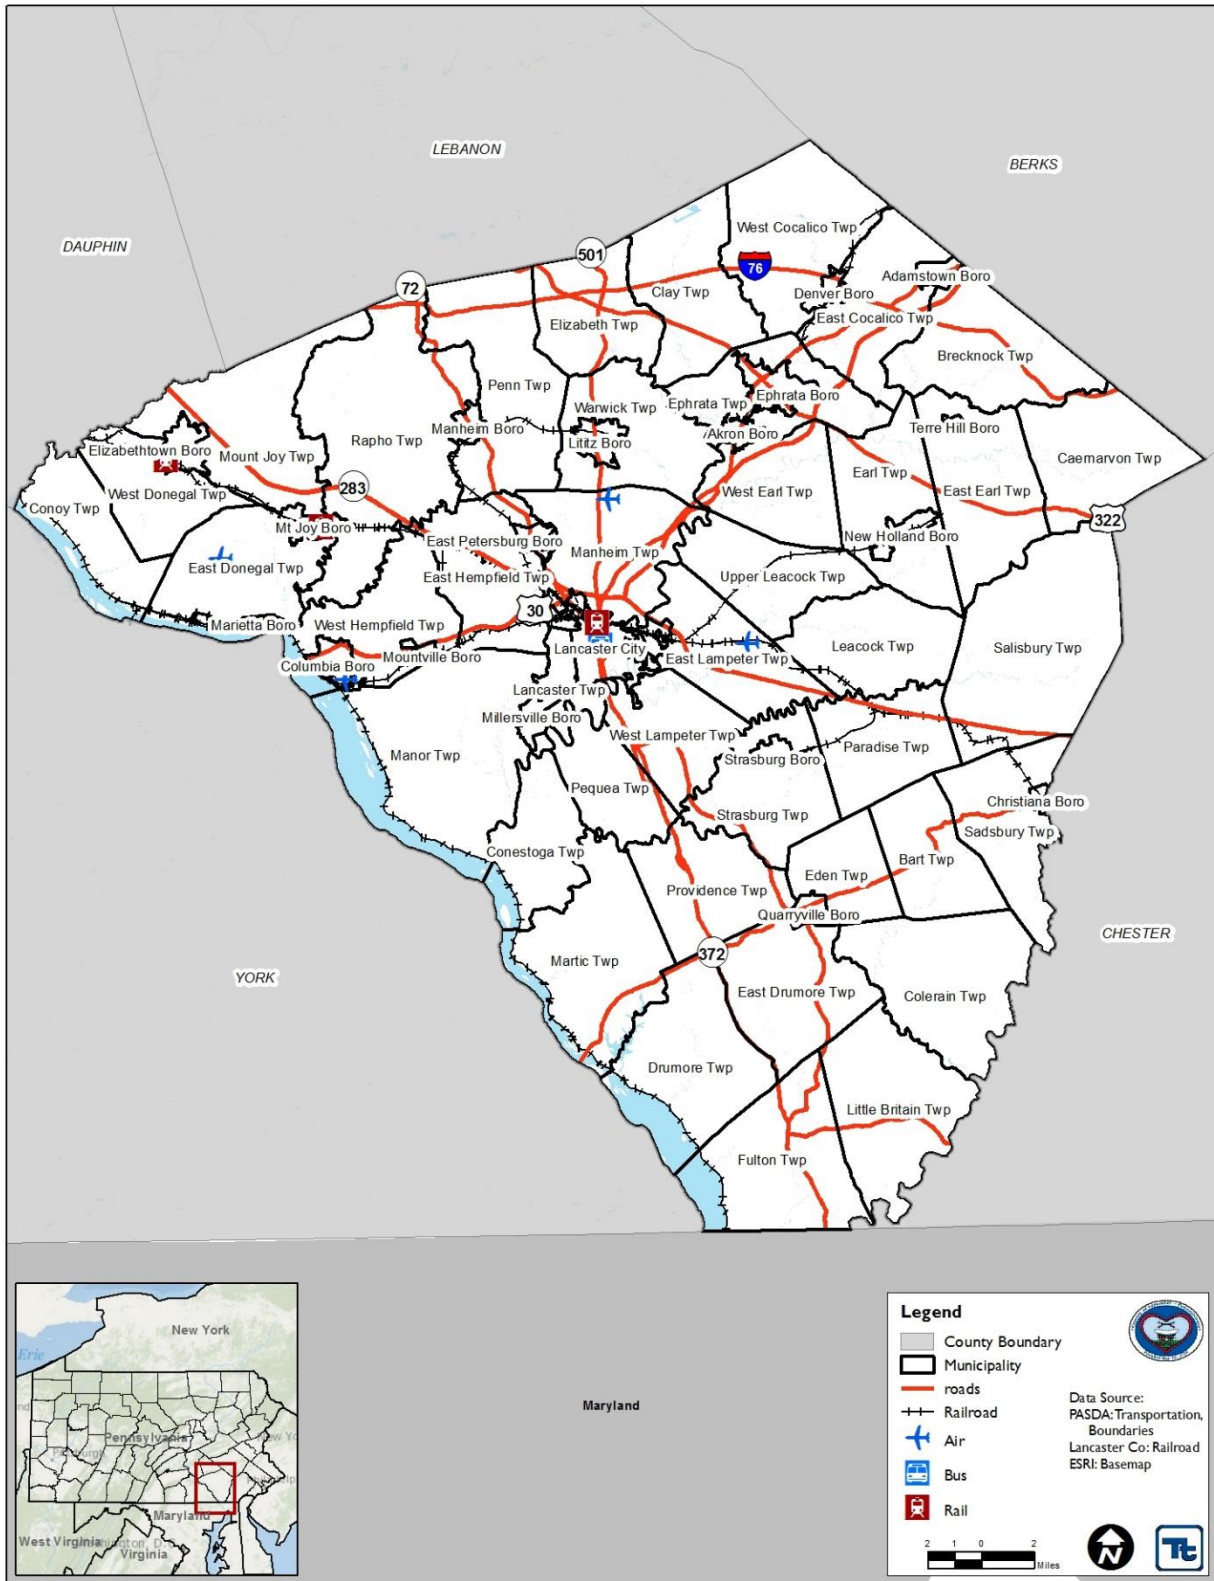 LEBANON
BERKS
DAUPHIN
West Cocalico Twp
501
76
Adamstown Boro
72
Clay Twp
Denver Boro
East Cocalico Twp
Elizabeth Twp
Brecknock Twp
Penn Twp
Ephrata Boro
Warwick Twp
Ephrata Twp
Manheim Boro
Terre Hill Boro
Rapho Twp
Akron Boro
Lititz Boro
Elizabethtown Boro
Mount Joy Twp
Caernarvon Twp
Earl Twp
283
West Earl Twp
East Earl Twp
West Donegal Twp
Conoy Twp
322
Mt Joy Boro
New Holland Boro
East Petersburg Boro
Manheim Twp
East Donegal Twp
East Hempfield Twp
Upper Leacock Twp
30
Marietta Boro
West Hempfield Twp
Lancaster City
Leacock Twp
Salisbury Twp
Mountville Boro
East Lampeter Twp
Columbia Boro
Lancaster Twp
Millersville Boro
West Lampeter Twp
Paradise Twp
Manor Twp
Strasburg Boro
Pequea Twp
Christiana Boro
Strasburg Twp
Sadsbury Twp
Conestoga Twp
Bart Twp
Eden Twp
Providence Twp
Quarryville Boro
CHESTER
372
Martic Twp
YORK
East Drumore Twp
Colerain Twp
Drumore Twp
Little Britain Twp
Fulton Twp
Maryland
New York
Erie
Pennsylvania
Pittsburgh
New Yo
Maryland
West Virginia
Virginia
Legend
County Boundary
Municipality
roads
Railroad
Air
Bus
Rail
Data Source:
PASDA: Transportation,
Boundaries
Lancaster Co: Railroad
ESRI: Basemap
2 1 0 2
Miles
N
Tt